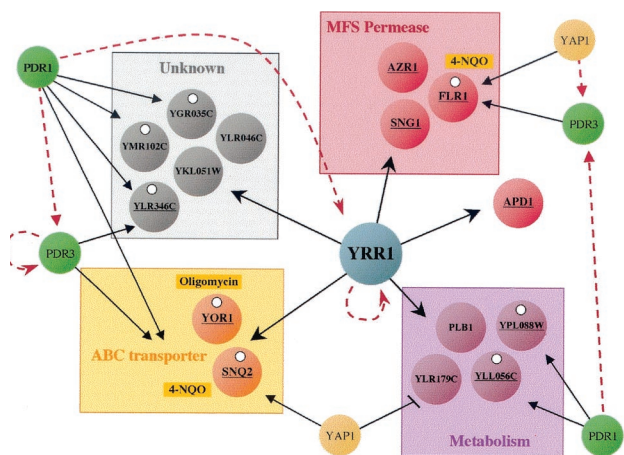 MFS Permease
YAP1
PDR1
Unknown
AZR1
4-NQO
FLR1
YGR035C
YLR046C
SNG1
PDR3
YMR102C
YKL051W
YLR346C
APD1
PDR3
YRR1
Oligomycin
YOR1
PLB1
YPL088W
ABC transporter
SNQ2
YLR179C
YLL056C
4-NQO
YAP1
PDR1
Metabolism